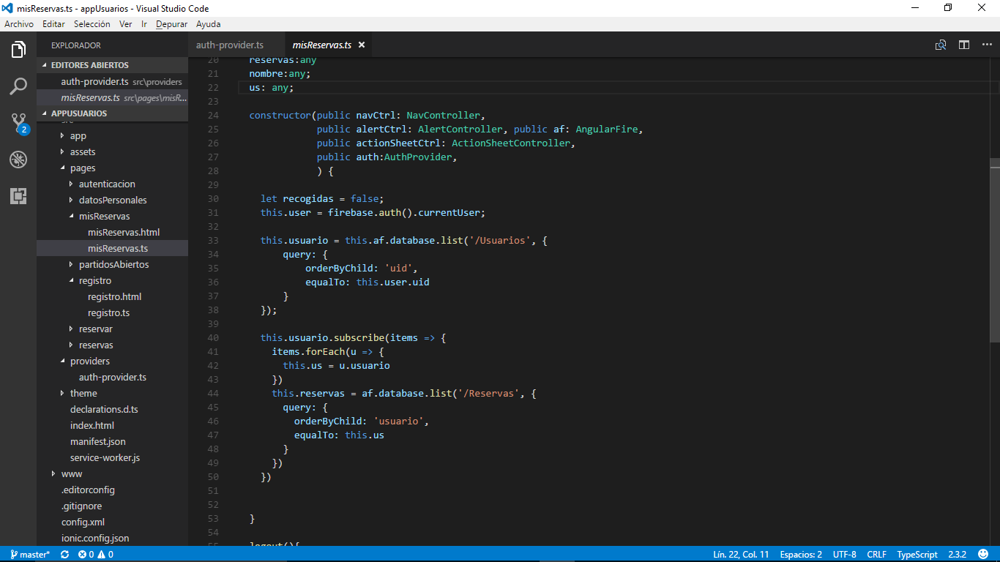 misReservas.ts - appUsuarios - Visual Studio Code
Archivo Editar Selección Ver Ir Depurar Ayuda
EXPLORADOR
EDITORES ABIERTOS
auth-provider.ts src\providers
misReservas.ts src\pages\misR...
APPUSUARIOS
src
app
assets
pages
autenticacion
datosPersonales
misReservas
misReservas.html
misReservas.ts
partidosAbiertos
registro
registro.html
registro.ts
reservar
reservas
providers
auth-provider.ts
theme
declarations.d.ts
index.html
manifest.json
service-worker.js
www
.editorconfig
.gitignore
config.xml
ionic.config.json
2
auth-provider.ts misReservas.ts
20 reservas:any
21 nombre:any;
22 us: any;
23
24 constructor(public navCtrl: NavController,
25 public alertCtrl: AlertController, public af: AngularFire,
26 public actionSheetCtrl: ActionSheetController,
27 public auth:AuthProvider,
28 ) {
29
30 let recogidas = false;
31 this.user = firebase.auth().currentUser;
32
33 this.usuario = this.af.database.list('/Usuarios', {
34 query: {
35 orderByChild: 'uid',
36 equalTo: this.user.uid
37 }
38 });
39
40 this.usuario.subscribe(items => {
41 items.forEach(u => {
42 this.us = u.usuario
43 })
44 this.reservas = af.database.list('/Reservas', {
45 query: {
46 orderByChild: 'usuario',
47 equalTo: this.us
48 }
49 })
50 })
51
52
53 }
54
55 logout(){
master* 0 0 Lín. 22, Col. 11 Espacios: 2 UTF-8 CRLF TypeScript 2.3.2